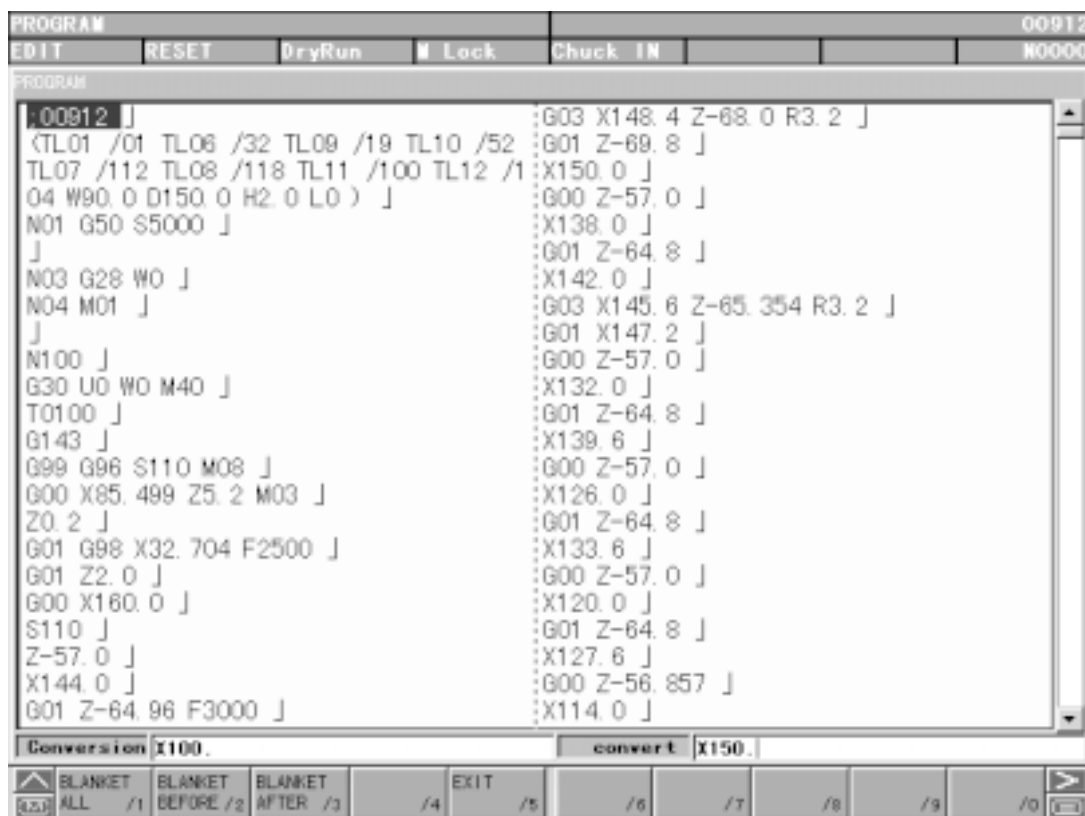 PROGRAM 00912
EDIT RESET DryRun M Lock Chuck IN N0000
PROGRAM
;00912 ┘
(TL01 /01 TL06 /32 TL09 /19 TL10 /52
TL07 /112 TL08 /118 TL11 /100 TL12 /1
04 W90.0 D150.0 H2.0 L0 ) ┘
N01 G50 S5000 ┘
┘
N03 G28 W0 ┘
N04 M01 ┘
┘
N100 ┘
G30 U0 W0 M40 ┘
T0100 ┘
G143 ┘
G99 G96 S110 M08 ┘
G00 X85.499 Z5.2 M03 ┘
Z0.2 ┘
G01 G98 X32.704 F2500 ┘
G01 Z2.0 ┘
G00 X160.0 ┘
S110 ┘
Z-57.0 ┘
X144.0 ┘
G01 Z-64.96 F3000 ┘
G03 X148.4 Z-68.0 R3.2 ┘
G01 Z-69.8 ┘
X150.0 ┘
G00 Z-57.0 ┘
X138.0 ┘
G01 Z-64.8 ┘
X142.0 ┘
G03 X145.6 Z-65.354 R3.2 ┘
G01 X147.2 ┘
G00 Z-57.0 ┘
X132.0 ┘
G01 Z-64.8 ┘
X139.6 ┘
G00 Z-57.0 ┘
X126.0 ┘
G01 Z-64.8 ┘
X133.6 ┘
G00 Z-57.0 ┘
X120.0 ┘
G01 Z-64.8 ┘
X127.6 ┘
G00 Z-56.857 ┘
X114.0 ┘
Conversion X100. convert X150.
BLANKET ALL /1
BLANKET BEFORE /2
BLANKET AFTER /3
/4
EXIT /5
/6
/7
/8
/9
/0